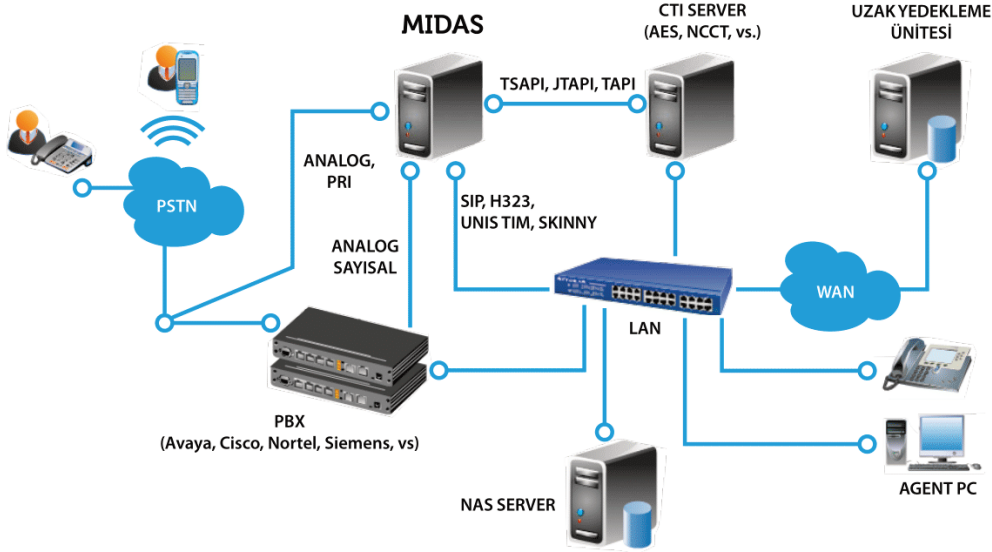 MIDAS
CTI SERVER
(AES, NCCT, vs.)
UZAK YEDEKLEME
ÜNİTESİ
TSAPI, JTAPI, TAPI
ANALOG,
PRI
PSTN
SIP, H323,
UNIS TIM, SKINNY
ANALOG
SAYISAL
WAN
LAN
PBX
(Avaya, Cisco, Nortel, Siemens, vs)
NAS SERVER
AGENT PC